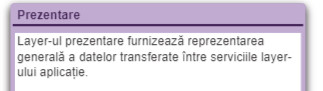 Prezentare
Layer-ul prezentare furnizează reprezentarea
generală a datelor transferate între serviciile layer-
ului aplicație.